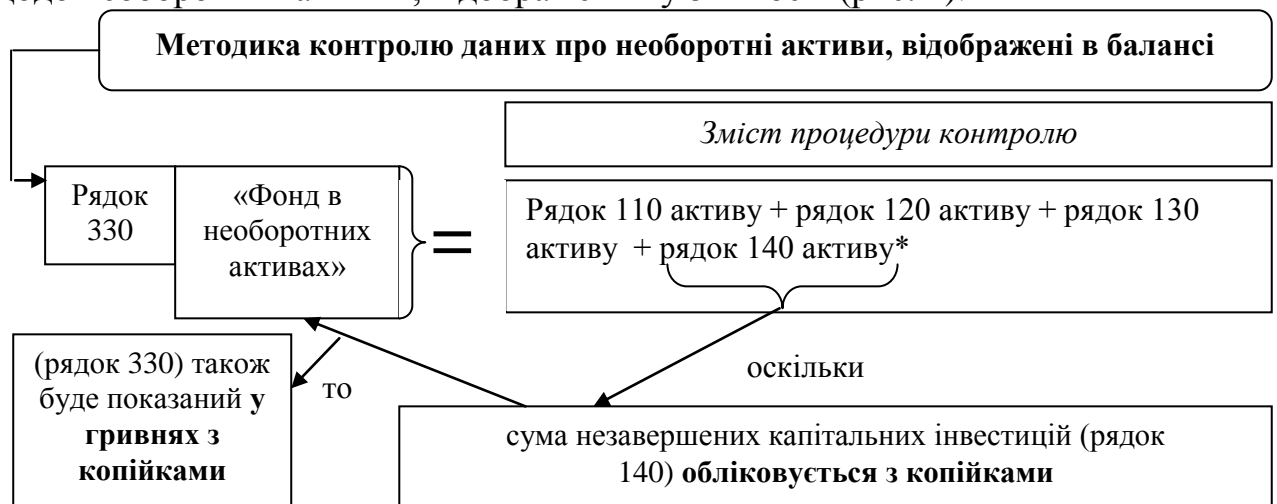 Методика контролю даних про необоротні активи, відображені в балансі
Зміст процедури контролю
Рядок
330
«Фонд в
необоротних
активах»
=
Рядок 110 активу + рядок 120 активу + рядок 130
активу + рядок 140 активу*
оскільки
(рядок 330) також
буде показаний у
гривнях з
копійками
то
сума незавершених капітальних інвестицій (рядок
140) обліковується з копійками